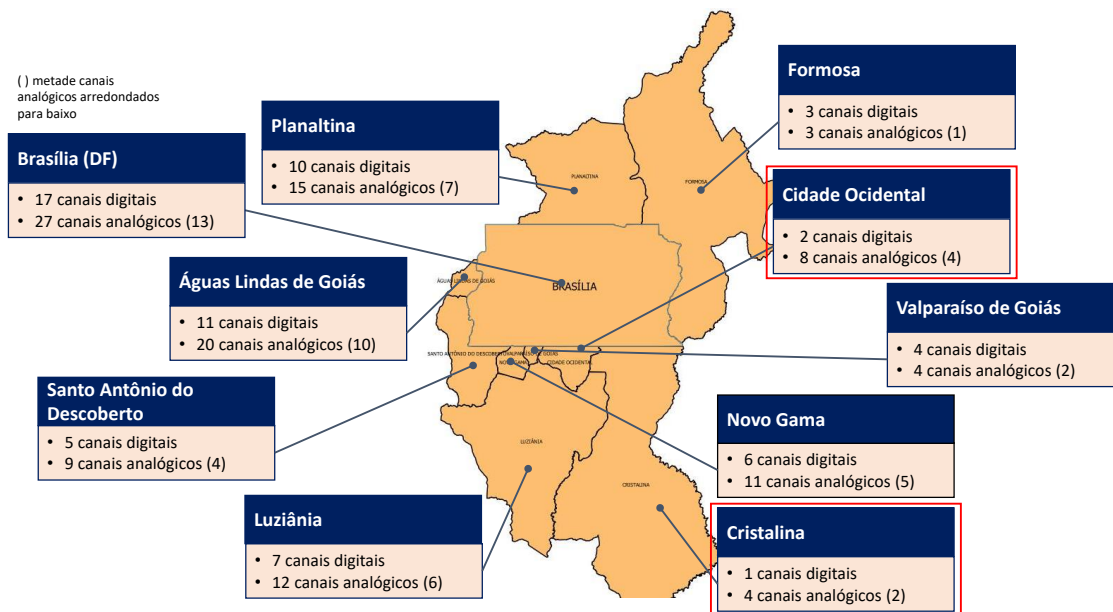 ( ) metade canais
analógicos arredondados
para baixo
Brasília (DF)
• 17 canais digitais
• 27 canais analógicos (13)
Planaltina
• 10 canais digitais
• 15 canais analógicos (7)
Formosa
• 3 canais digitais
• 3 canais analógicos (1)
Cidade Ocidental
• 2 canais digitais
• 8 canais analógicos (4)
Águas Lindas de Goiás
• 11 canais digitais
• 20 canais analógicos (10)
Valparaíso de Goiás
• 4 canais digitais
• 4 canais analógicos (2)
Santo Antônio do
Descoberto
• 5 canais digitais
• 9 canais analógicos (4)
Novo Gama
• 6 canais digitais
• 11 canais analógicos (5)
Luziânia
• 7 canais digitais
• 12 canais analógicos (6)
Cristalina
• 1 canais digitais
• 4 canais analógicos (2)
PLANALTINA
FORMOSA
ÁGUAS LINDAS DE GOIÁS
BRASÍLIA
SANTO ANTÔNIO DO
CIDADE OCIDENTAL
LUZIÂNIA
CRISTALINA